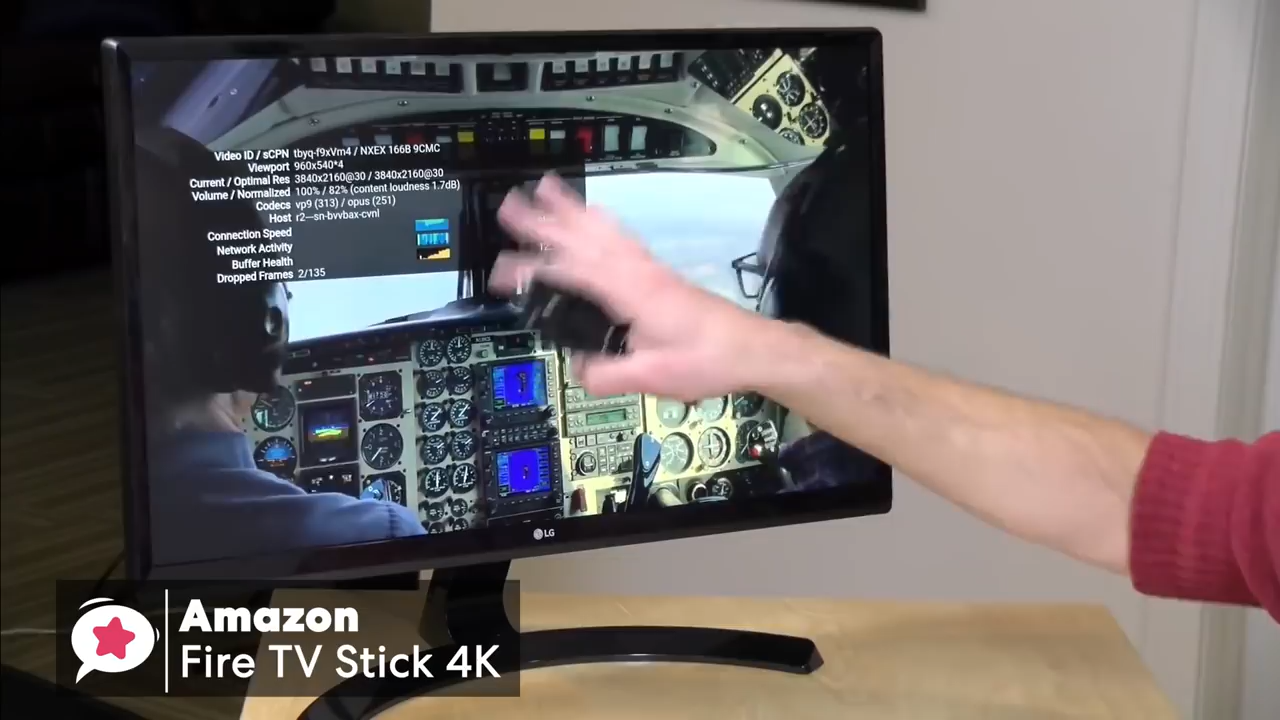 Video ID / sCPN tbyq-f9xVm4 / NXEX 166B 9CMC
Viewport 960x540*4
Current / Optimal Res 3840x2160@30 / 3840x2160@30
Volume / Normalized 100% / 82% (content loudness 1.7dB)
Codecs vp9 (313) / opus (251)
Host r2---sn-bvvbax-cvnl
Connection Speed
Network Activity
Buffer Health
Dropped Frames 2/135
LG
Amazon
Fire TV Stick 4K